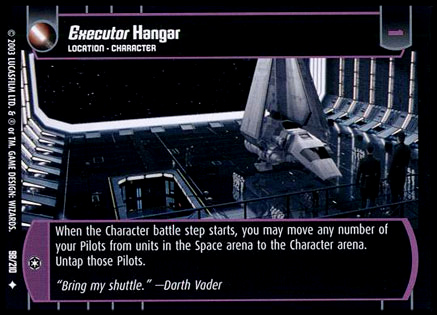 Executor Hangar
LOCATION - CHARACTER
When the Character battle step starts, you may move any number
of your Pilots from units in the Space arena to the Character arena.
Untap those Pilots.
"Bring my shuttle." —Darth Vader
© 2003 LUCASFILM LTD. & ® or TM. GAME DESIGN: WIZARDS.